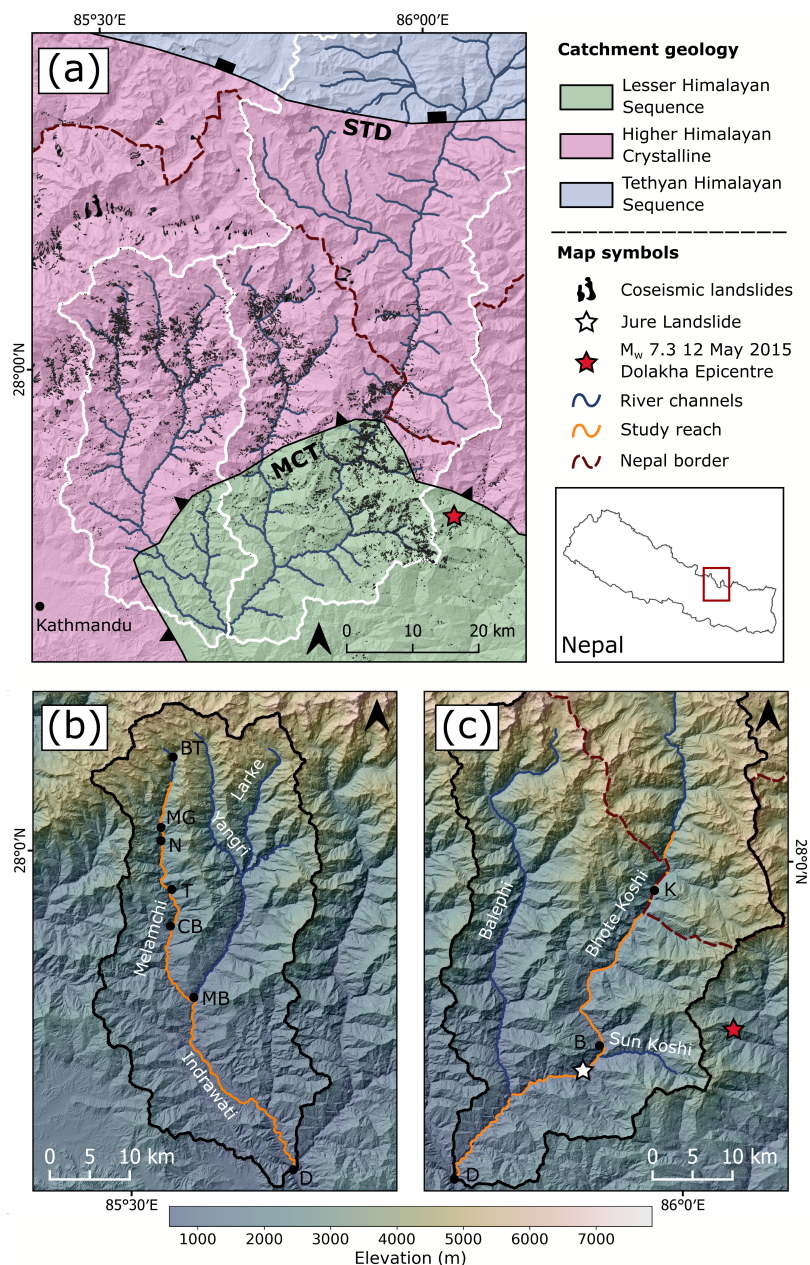 85°30′E
86°00′E
(a)
STD
28°00′N
MCT
Kathmandu
0
10
20 km
Catchment geology
Lesser Himalayan
Sequence
Higher Himalayan
Crystalline
Tethyan Himalayan
Sequence
Map symbols
Coseismic landslides
Jure Landslide
Mw 7.3 12 May 2015
Dolakha Epicentre
River channels
Study reach
Nepal border
Nepal
(b)
BT
Larke
Yangri
MG
N
28°0′N
T
CB
Melamchi
MB
Indrawati
D
0
5
10 km
85°30′E
(c)
28°0′N
K
Bhote Koshi
Balephi
B
Sun Koshi
D
0
5
10 km
86°0′E
1000
2000
3000
4000
5000
6000
7000
Elevation (m)